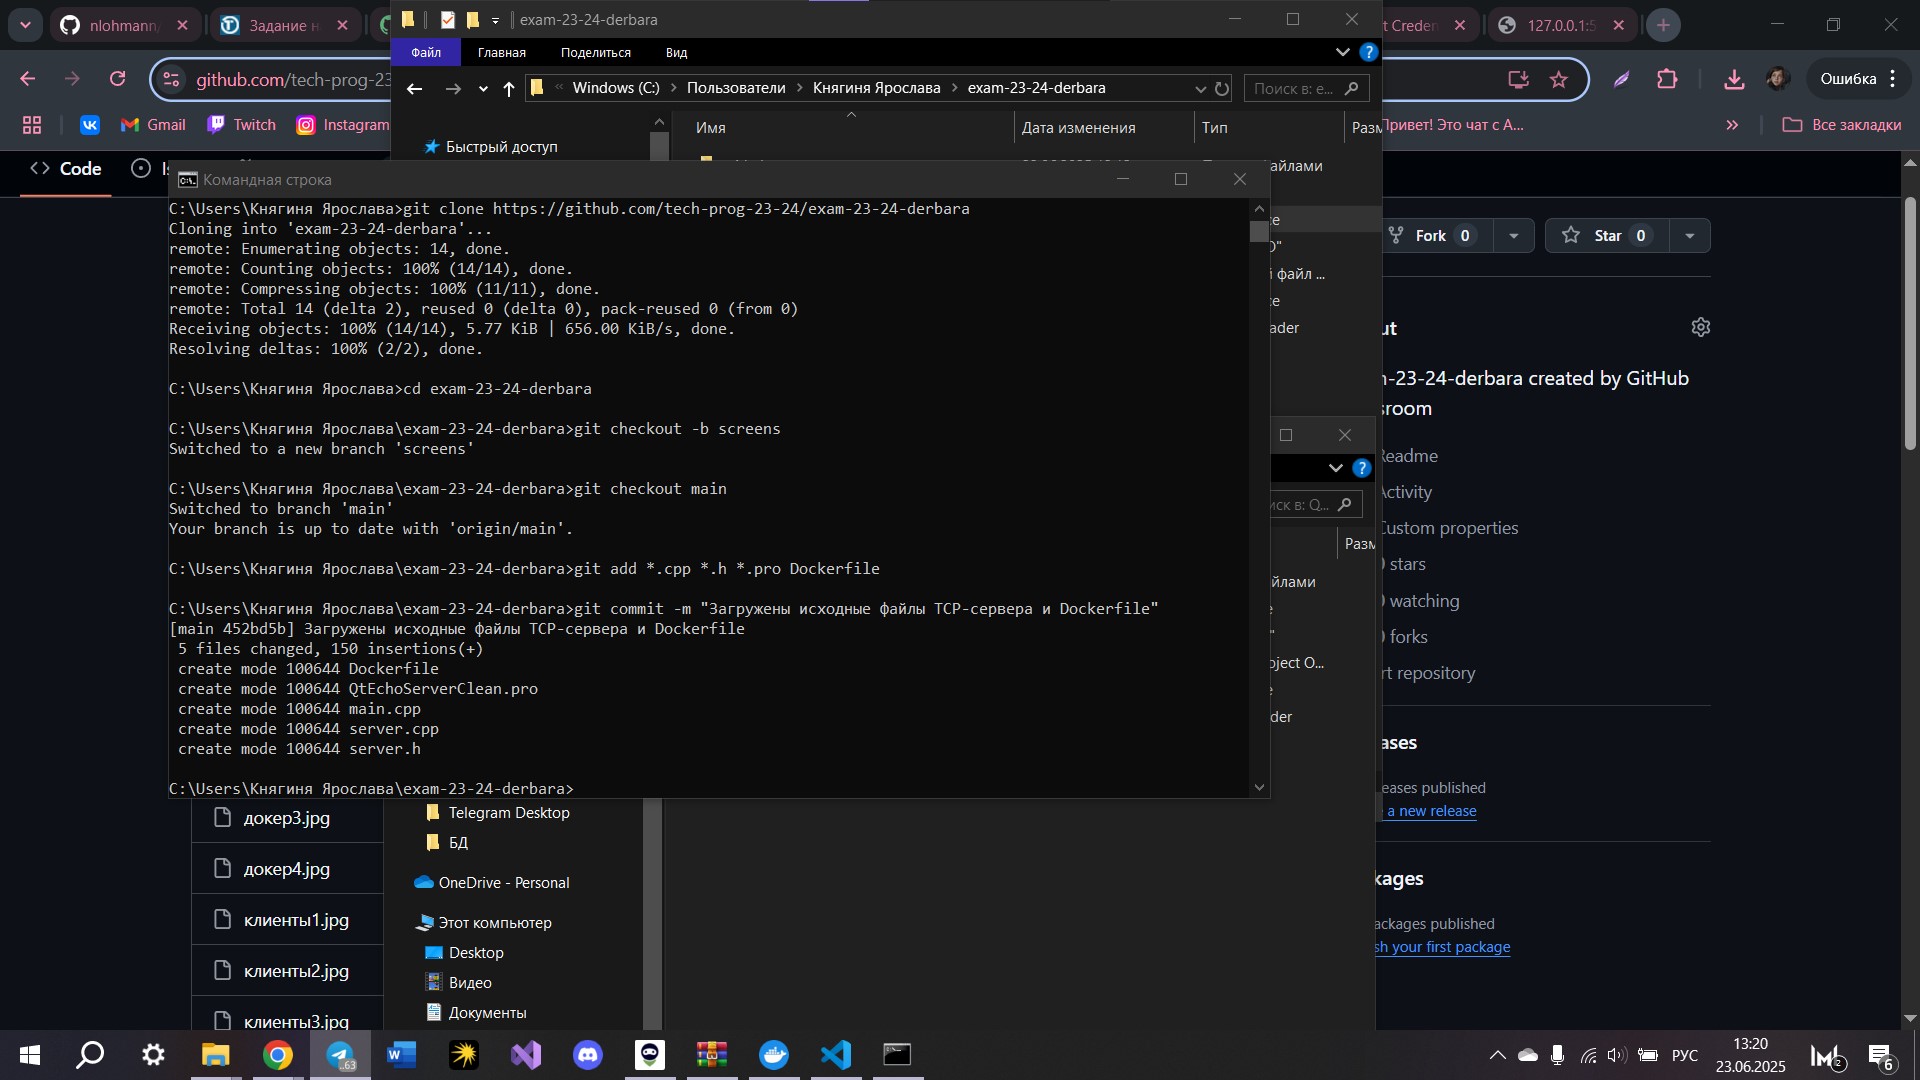 nlohmann
Задание н
exam-23-24-derbara
t Creden
127.0.0.1:5
github.com/tech-prog-23
Файл
Главная
Поделиться
Вид
Windows (C:)
Пользователи
Княгиня Ярослава
exam-23-24-derbara
Поиск в: e...
Ошибка
Gmail
Twitch
Instagram
Быстрый доступ
Имя
Дата изменения
Тип
Разм
Привет! Это чат с А...
Все закладки
Code
Командная строка
айлами
C:\Users\Княгиня Ярослава>git clone https://github.com/tech-prog-23-24/exam-23-24-derbara
Cloning into 'exam-23-24-derbara'...
remote: Enumerating objects: 14, done.
remote: Counting objects: 100% (14/14), done.
remote: Compressing objects: 100% (11/11), done.
remote: Total 14 (delta 2), reused 0 (delta 0), pack-reused 0 (from 0)
Receiving objects: 100% (14/14), 5.77 KiB | 656.00 KiB/s, done.
Resolving deltas: 100% (2/2), done.
C:\Users\Княгиня Ярослава>cd exam-23-24-derbara
C:\Users\Княгиня Ярослава\exam-23-24-derbara>git checkout -b screens
Switched to a new branch 'screens'
C:\Users\Княгиня Ярослава\exam-23-24-derbara>git checkout main
Switched to branch 'main'
Your branch is up to date with 'origin/main'.
C:\Users\Княгиня Ярослава\exam-23-24-derbara>git add *.cpp *.h *.pro Dockerfile
C:\Users\Княгиня Ярослава\exam-23-24-derbara>git commit -m "Загружены исходные файлы TCP-сервера и Dockerfile"
[main 452bd5b] Загружены исходные файлы TCP-сервера и Dockerfile
5 files changed, 150 insertions(+)
create mode 100644 Dockerfile
create mode 100644 QtEchoServerClean.pro
create mode 100644 main.cpp
create mode 100644 server.cpp
create mode 100644 server.h
C:\Users\Княгиня Ярослава\exam-23-24-derbara>
ce
й файл ...
ce
ader
иск в: Q...
Разм
йлами
oject O...
der
Fork 0
Star 0
ut
-23-24-derbara created by GitHub
sroom
Readme
Activity
Custom properties
0 stars
0 watching
0 forks
rt repository
ases
eases published
a new release
kages
ackages published
sh your first package
докер3.jpg
докер4.jpg
клиенты1.jpg
клиенты2.jpg
клиенты3.jpg
Telegram Desktop
БД
OneDrive - Personal
Этот компьютер
Desktop
Видео
Документы
..63
РУС
13:20
23.06.2025
2
6